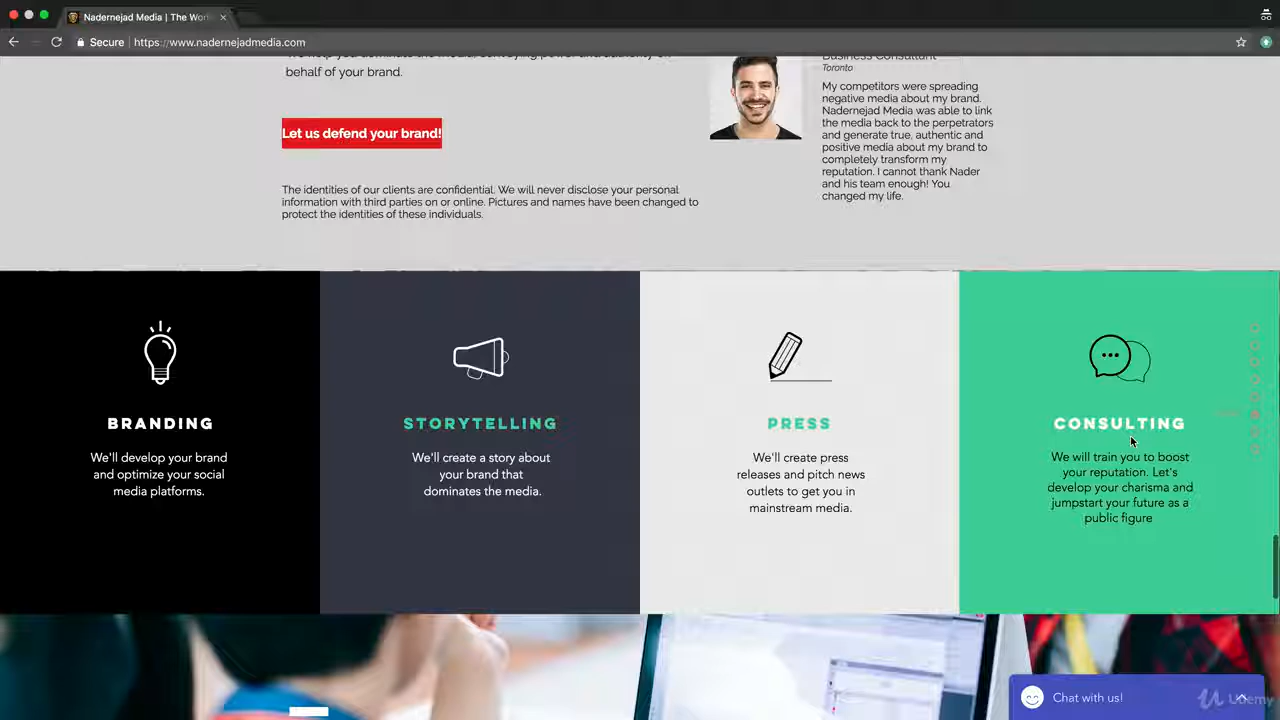 Nadernejad Media | The Wor
Secure
https://www.nadernejadmedia.com
behalf of your brand.
Let us defend your brand!
The identities of our clients are confidential. We will never disclose your personal
information with third parties on or online. Pictures and names have been changed to
protect the identities of these individuals.
Business Consultant
Toronto
My competitors were spreading
negative media about my brand.
Nadernejad Media was able to link
the media back to the perpetrators
and generate true, authentic and
positive media about my brand to
completely transform my
reputation. I cannot thank Nader
and his team enough! You
changed my life.
BRANDING
We'll develop your brand
and optimize your social
media platforms.
STORYTELLING
We'll create a story about
your brand that
dominates the media.
PRESS
We'll create press
releases and pitch news
outlets to get you in
mainstream media.
CONSULTING
We will train you to boost
your reputation. Let's
develop your charisma and
jumpstart your future as a
public figure
Chat with us!
Udemy